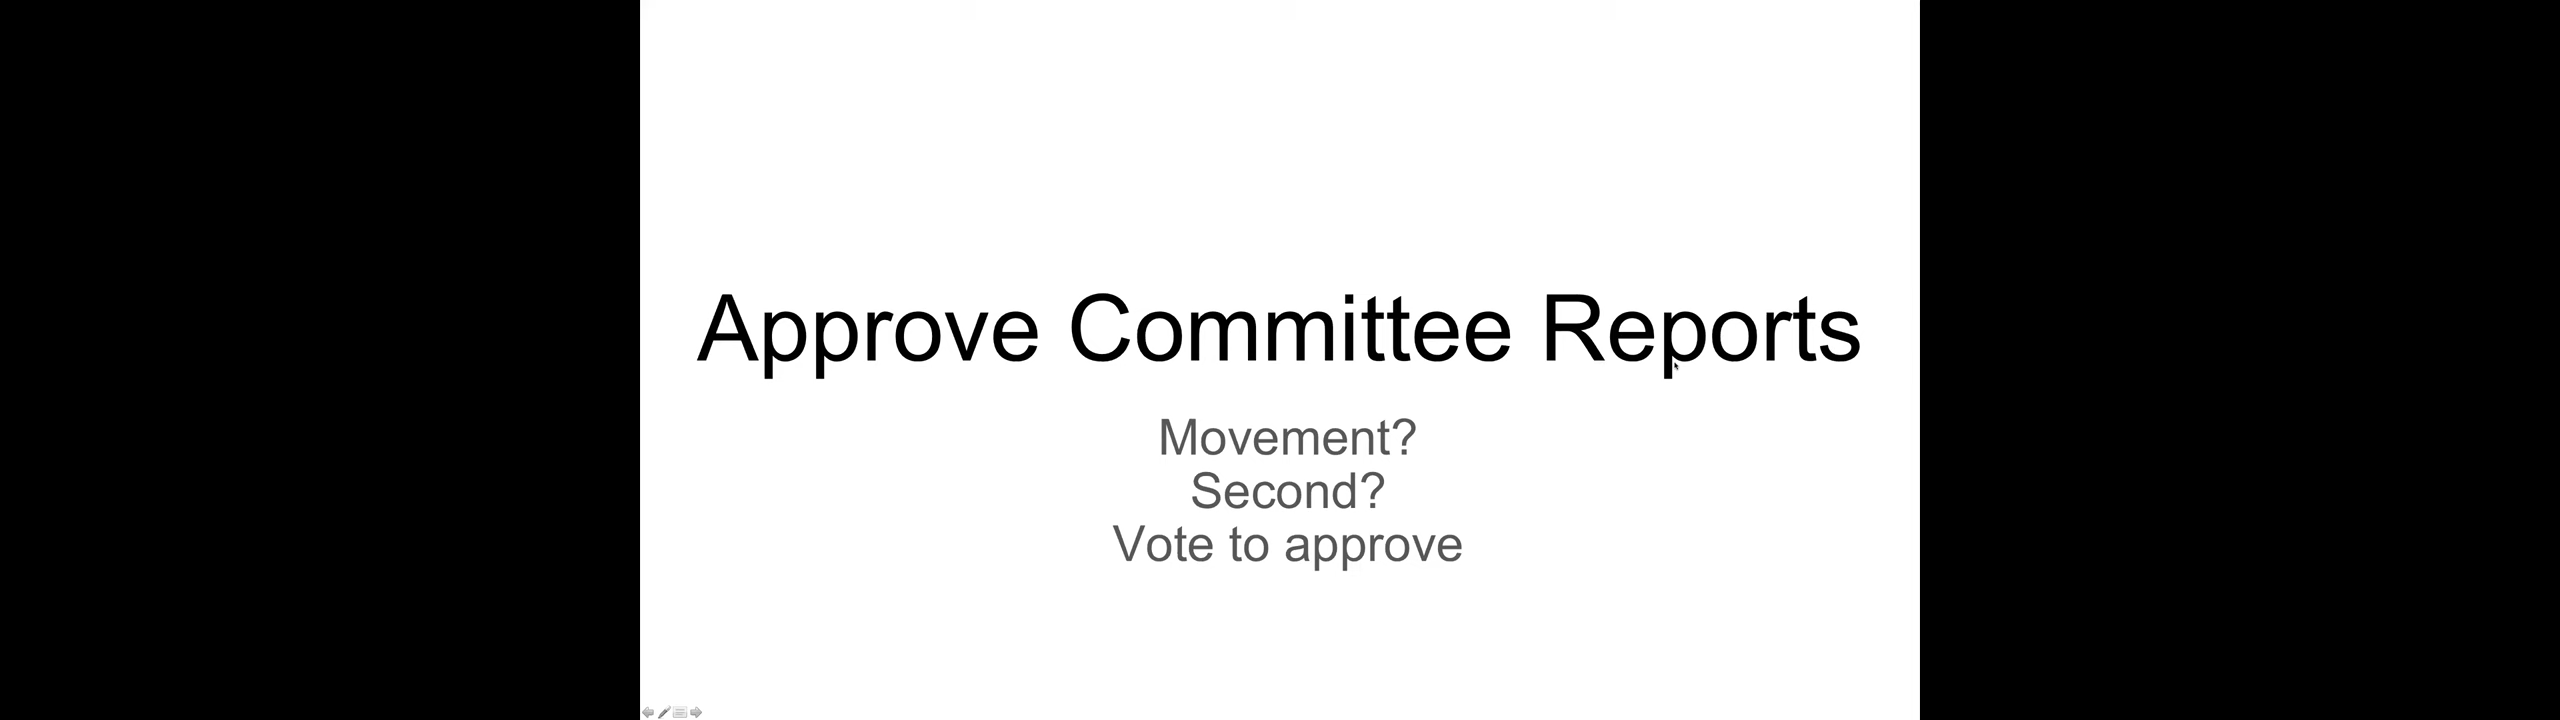 Approve Committee Reports
Movement?
Second?
Vote to approve